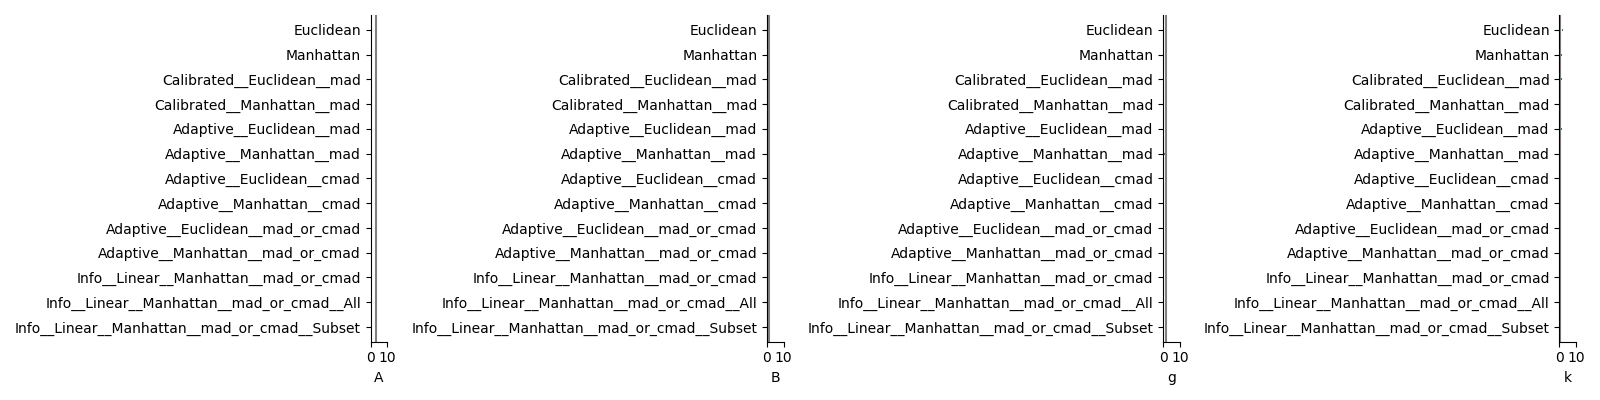 Euclidean
Manhattan
Calibrated__Euclidean__mad
Calibrated__Manhattan__mad
Adaptive__Euclidean__mad
Adaptive__Manhattan__mad
Adaptive__Euclidean__cmad
Adaptive__Manhattan__cmad
Adaptive__Euclidean__mad_or_cmad
Adaptive__Manhattan__mad_or_cmad
Info__Linear__Manhattan__mad_or_cmad
Info__Linear__Manhattan__mad_or_cmad__All
Info__Linear__Manhattan__mad_or_cmad__Subset
0 10
A
Euclidean
Manhattan
Calibrated__Euclidean__mad
Calibrated__Manhattan__mad
Adaptive__Euclidean__mad
Adaptive__Manhattan__mad
Adaptive__Euclidean__cmad
Adaptive__Manhattan__cmad
Adaptive__Euclidean__mad_or_cmad
Adaptive__Manhattan__mad_or_cmad
Info__Linear__Manhattan__mad_or_cmad
Info__Linear__Manhattan__mad_or_cmad__All
Info__Linear__Manhattan__mad_or_cmad__Subset
0 10
B
Euclidean
Manhattan
Calibrated__Euclidean__mad
Calibrated__Manhattan__mad
Adaptive__Euclidean__mad
Adaptive__Manhattan__mad
Adaptive__Euclidean__cmad
Adaptive__Manhattan__cmad
Adaptive__Euclidean__mad_or_cmad
Adaptive__Manhattan__mad_or_cmad
Info__Linear__Manhattan__mad_or_cmad
Info__Linear__Manhattan__mad_or_cmad__All
Info__Linear__Manhattan__mad_or_cmad__Subset
0 10
g
Euclidean
Manhattan
Calibrated__Euclidean__mad
Calibrated__Manhattan__mad
Adaptive__Euclidean__mad
Adaptive__Manhattan__mad
Adaptive__Euclidean__cmad
Adaptive__Manhattan__cmad
Adaptive__Euclidean__mad_or_cmad
Adaptive__Manhattan__mad_or_cmad
Info__Linear__Manhattan__mad_or_cmad
Info__Linear__Manhattan__mad_or_cmad__All
Info__Linear__Manhattan__mad_or_cmad__Subset
0 10
k